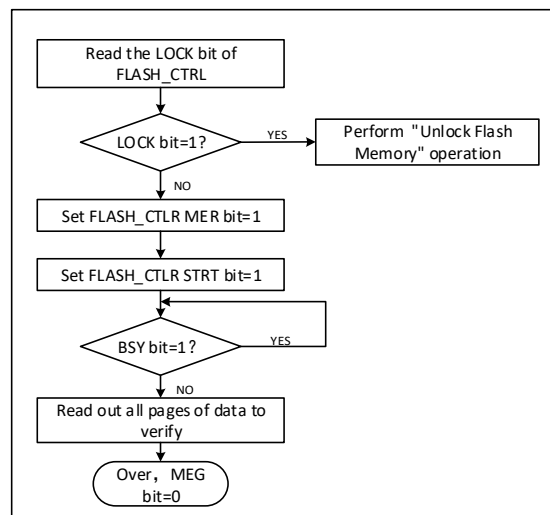 Read the LOCK bit of
FLASH_CTRL
LOCK bit=1?
YES
Perform "Unlock Flash
Memory" operation
NO
Set FLASH_CTLR MER bit=1
Set FLASH_CTLR STRT bit=1
BSY bit=1?
YES
NO
Read out all pages of data to
verify
Over，MEG
bit=0